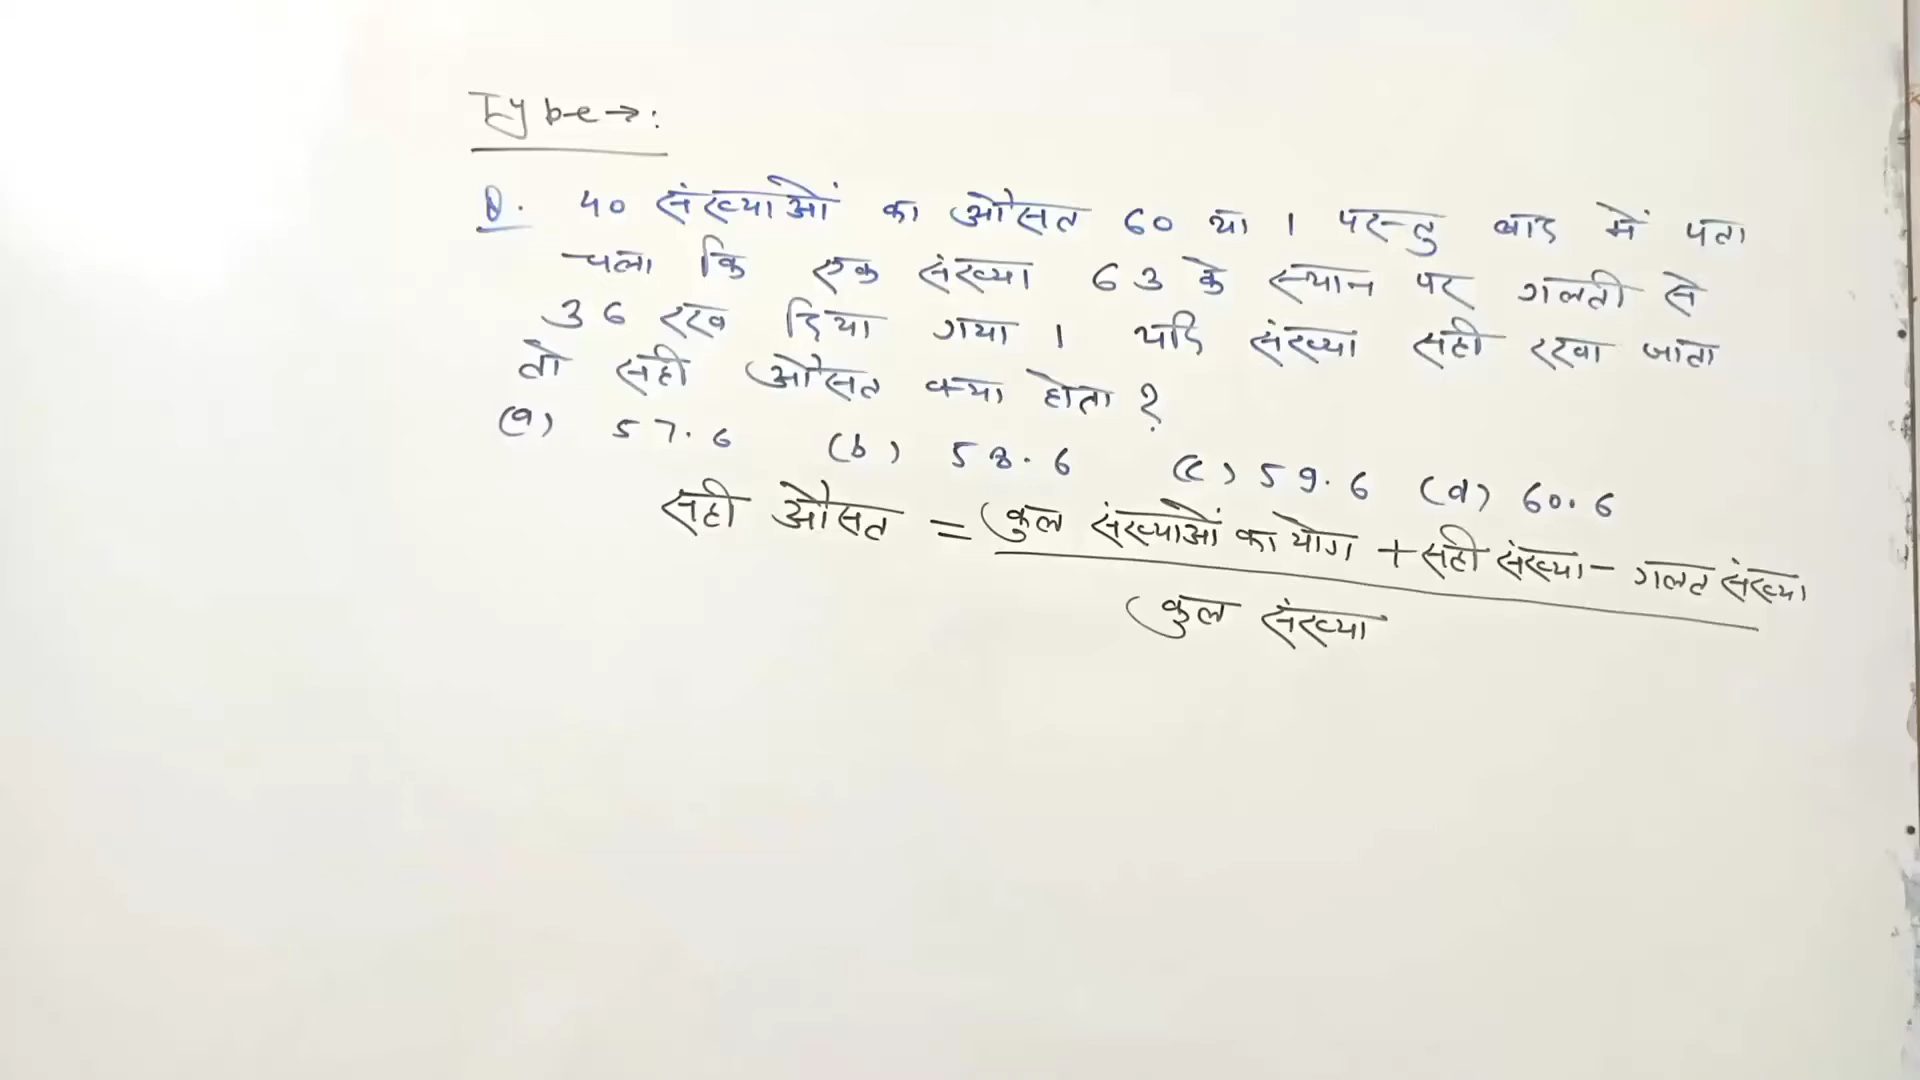 Type→:
Q. 40 संख्याओं का औसत 60 था । परन्तु बाद में पता
चला कि एक संख्या 63 के स्थान पर गलती से
36 रख दिया गया । यदि संख्या सही रखा जाता
तो सही औसत क्या होता ?
(a) 57.6 (b) 58.6 (c) 59.6 (d) 60.6
सही औसत = कुल संख्याओं का योग + सही संख्या - गलत संख्या
कुल संख्या